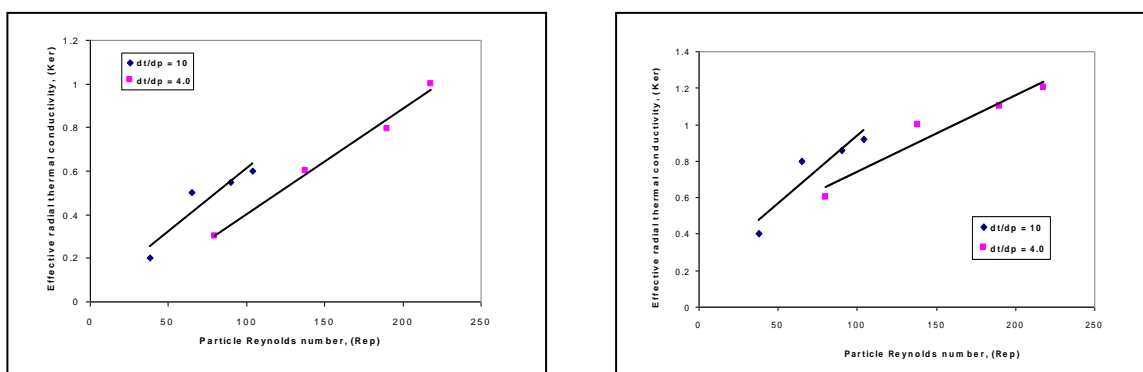 Effective radial thermal conductivity, (Ker)
1.2
1
0.8
0.6
0.4
0.2
0
dt/dp = 10
dt/dp = 4.0
0 50 100 150 200 250
Particle Reynolds number, (Rep)
Effective radial thermal conductivity, (Ker)
1.4
1.2
1
0.8
0.6
0.4
0.2
0
dt/dp = 10
dt/dp = 4.0
0 50 100 150 200 250
Particle Reynolds number, (Rep)